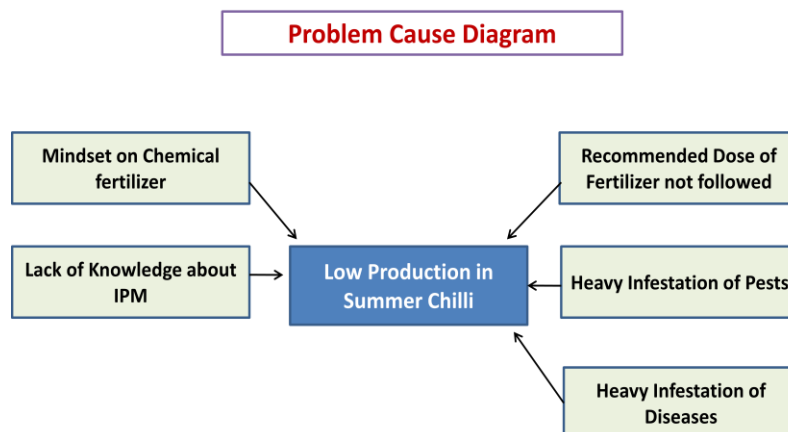 Problem Cause Diagram
Mindset on Chemical
fertilizer
Recommended Dose of
Fertilizer not followed
Lack of Knowledge about
IPM
Low Production in
Summer Chilli
Heavy Infestation of Pests
Heavy Infestation of
Diseases